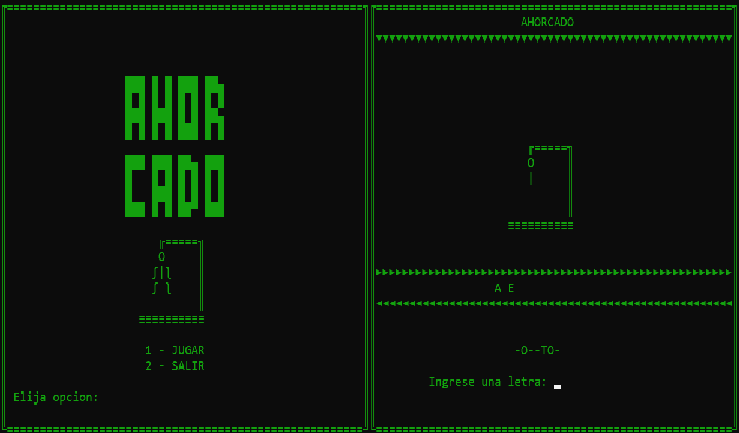 AHOR
CADO
1 - JUGAR
2 - SALIR
Elija opcion:
AHORCADO
A E
-O--TO-
Ingrese una letra: